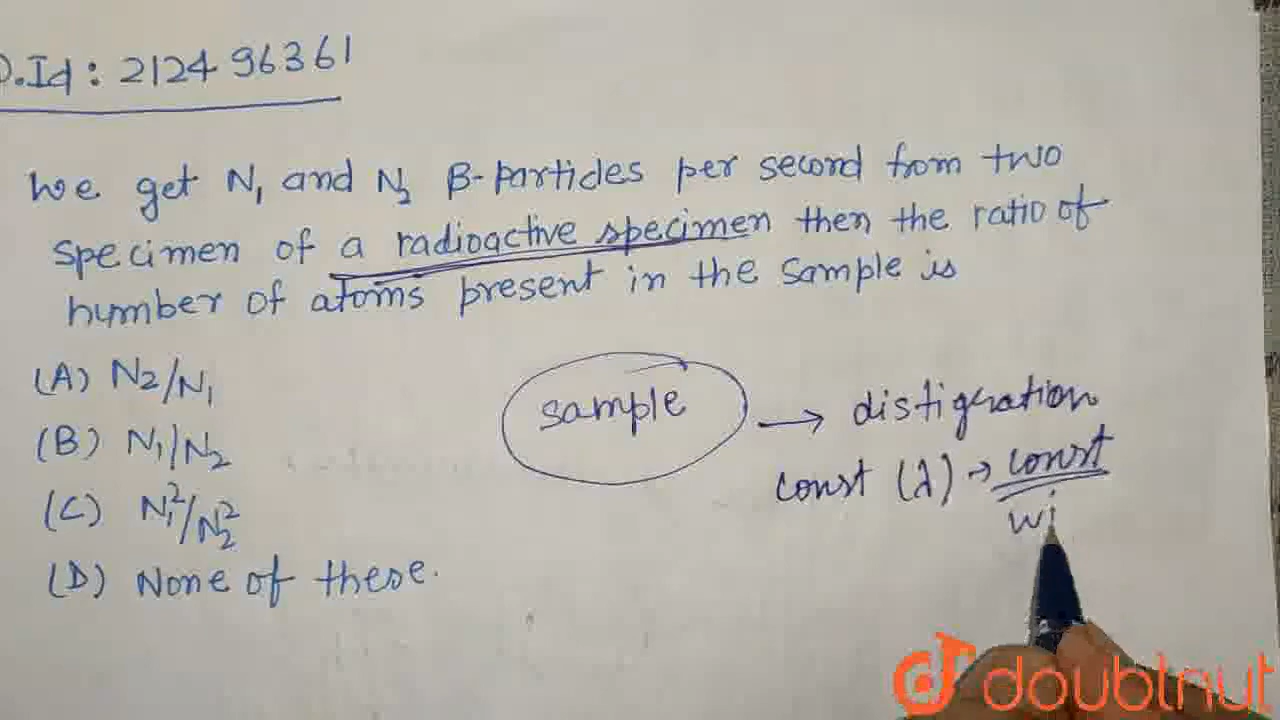 D.Id: 212496361
We get N₁ and N₂ β-particles per second from two
specimen of a radioactive specimen then the ratio of
number of atoms present in the sample is
(A) N₂/N₁
(B) N₁/N₂
(C) N₁²/N₂²
(D) None of these.
sample → distigration
const (λ) → const
wi
doubtnut